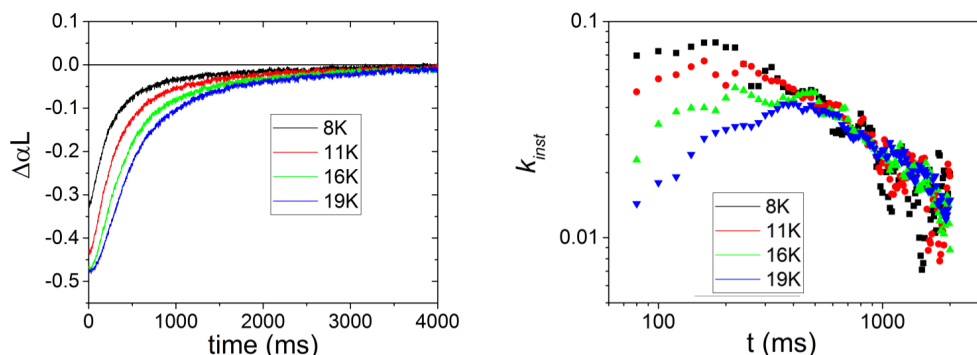 0.1
0.0
-0.1
-0.2
-0.3
-0.4
-0.5
ΔαL
0 1000 2000 3000 4000
time (ms)
8K
11K
16K
19K
0.1
0.01
k_inst
100 1000
t (ms)
8K
11K
16K
19K